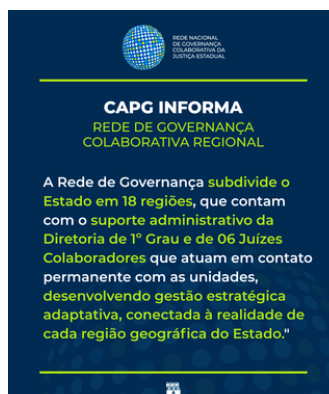 REDE NACIONAL
DE GOVERNANÇA
COLABORATIVA DA
JUSTIÇA ESTADUAL
CAPG INFORMA
REDE DE GOVERNANÇA
COLABORATIVA REGIONAL
A Rede de Governança subdivide o
Estado em 18 regiões, que contam
com o suporte administrativo da
Diretoria de 1º Grau e de 06 Juízes
Colaboradores que atuam em contato
permanente com as unidades,
desenvolvendo gestão estratégica
adaptativa, conectada à realidade de
cada região geográfica do Estado."